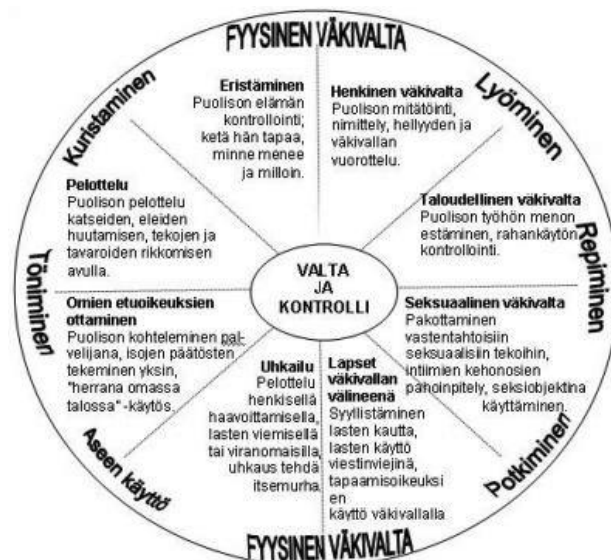 FYYSINEN VÄKIVALTA
Kuristaminen
Lyöminen
Eristäminen
Puolison elämän
kontrollointi;
ketä hän tapaa,
minne menee
ja milloin.
Henkinen väkivalta
Puolison mitätöinti,
nimittely, hellyyden ja
väkivallan
vuorottelu.
Pelottelu
Puolison pelottelu
katseiden, eleiden
huutamisen, tekojen ja
tavaroiden rikkomisen
avulla.
Taloudellinen väkivalta
Puolison työhön menon
estäminen, rahankäytön
kontrollointi.
Töniminen
Repiminen
VALTA
JA
KONTROLLI
Omien etuoikeuksien
ottaminen
Puolison kohteleminen pal-
velijana, isojen päätösten
tekeminen yksin,
"herrana omassa
talossa" -käytös.
Seksuaalinen väkivalta
Pakottaminen
vastentahtoisiin
seksuaalisiin tekoihin,
intiimien kehonosien
pahoinpitely, seksiobjektina
käyttäminen.
Uhkailu
Pelottelu
henkisellä
haavoittamisella,
lasten viemisellä
tai viranomaisilla,
uhkaus tehdä
itsemurha.
Lapset
väkivallan
välineenä
Syyllistäminen
lasten kautta,
lasten käyttö
viestinviejinä,
tapaamisoikeuksi
en
käyttö väkivallalla
Aseen käyttö
Potkiminen
FYYSINEN VÄKIVALTA